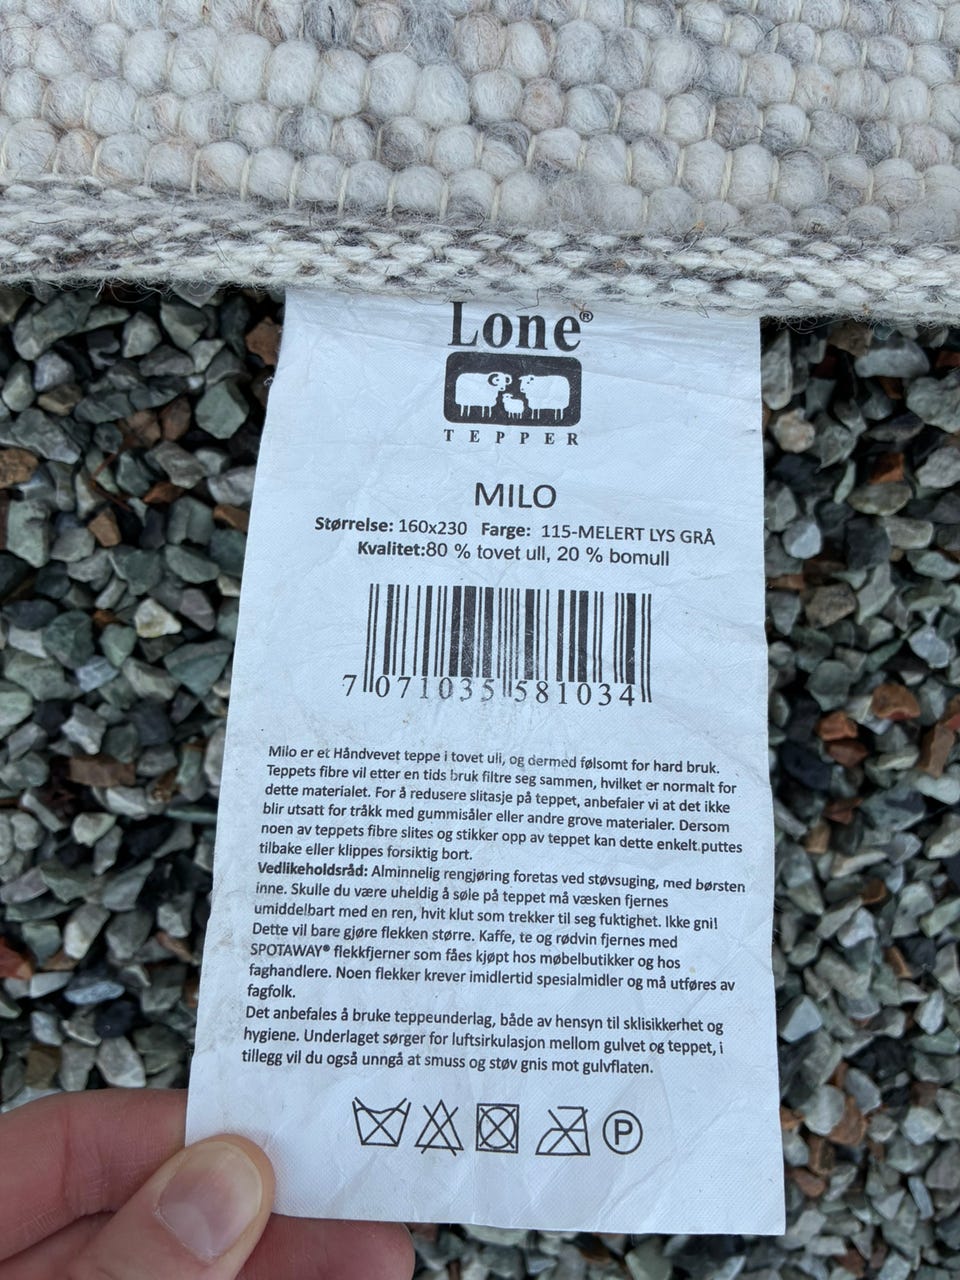 Lone®
TEPPER
MILO
Størrelse: 160x230 Farge: 115-MELERT LYS GRÅ
Kvalitet:80 % tovet ull, 20 % bomull
7 071035 581034
Milo er et Håndvevet teppe i tovet ull, og dermed følsomt for hard bruk.
Teppets fibre vil etter en tids bruk filtre seg sammen, hvilket er normalt for
dette materialet. For å redusere slitasje på teppet, anbefaler vi at det ikke
blir utsatt for tråkk med gummisåler eller andre grove materialer. Dersom
noen av teppets fibre slites og stikker opp av teppet kan dette enkelt puttes
tilbake eller klippes forsiktig bort.
Vedlikeholdsråd: Alminnelig rengjøring foretas ved støvsuging, med børsten
inne. Skulle du være uheldig å søle på teppet må væsken fjernes
umiddelbart med en ren, hvit klut som trekker til seg fuktighet. Ikke gni!
Dette vil bare gjøre flekken større. Kaffe, te og rødvin fjernes med
SPOTAWAY® flekkfjerner som fåes kjøpt hos møbelbutikker og hos
faghandlere. Noen flekker krever imidlertid spesialmidler og må utføres av
fagfolk.
Det anbefales å bruke teppeunderlag, både av hensyn til sklisikkerhet og
hygiene. Underlaget sørger for luftsirkulasjon mellom gulvet og teppet, i
tillegg vil du også unngå at smuss og støv gnis mot gulvflaten.
P